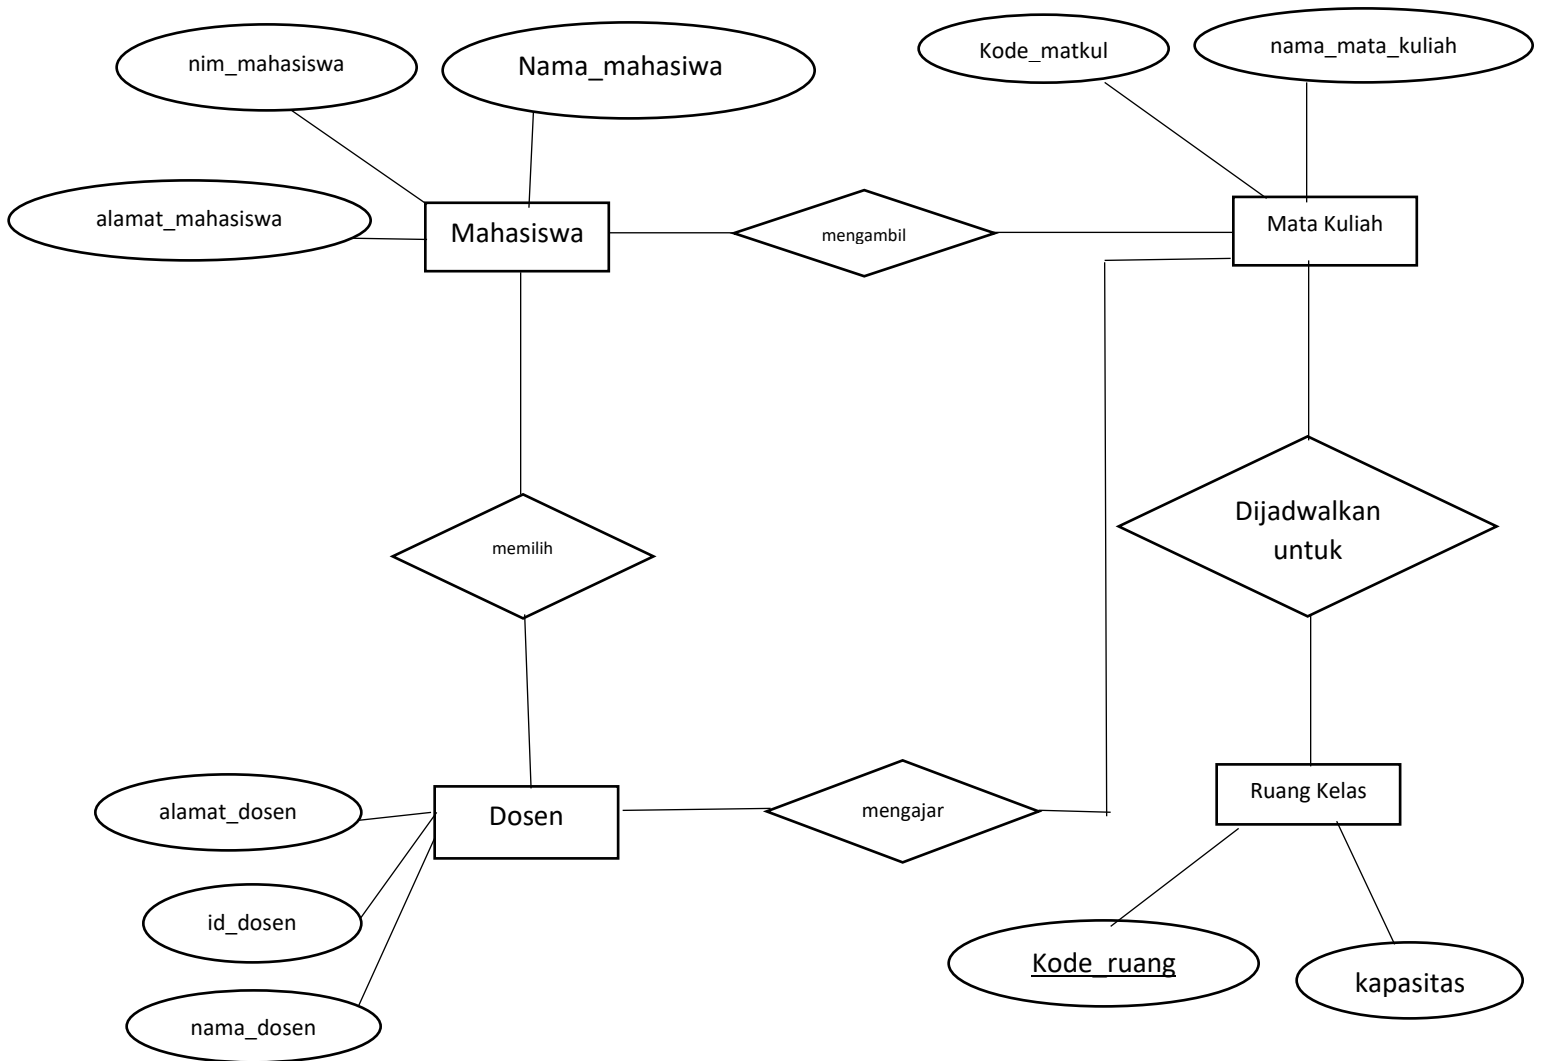 nim_mahasiswa
Nama_mahasiwa
Kode_matkul
nama_mata_kuliah
alamat_mahasiswa
Mahasiswa
mengambil
Mata Kuliah
memilih
Dijadwalkan
untuk
alamat_dosen
Dosen
mengajar
Ruang Kelas
id_dosen
nama_dosen
Kode_ruang
kapasitas